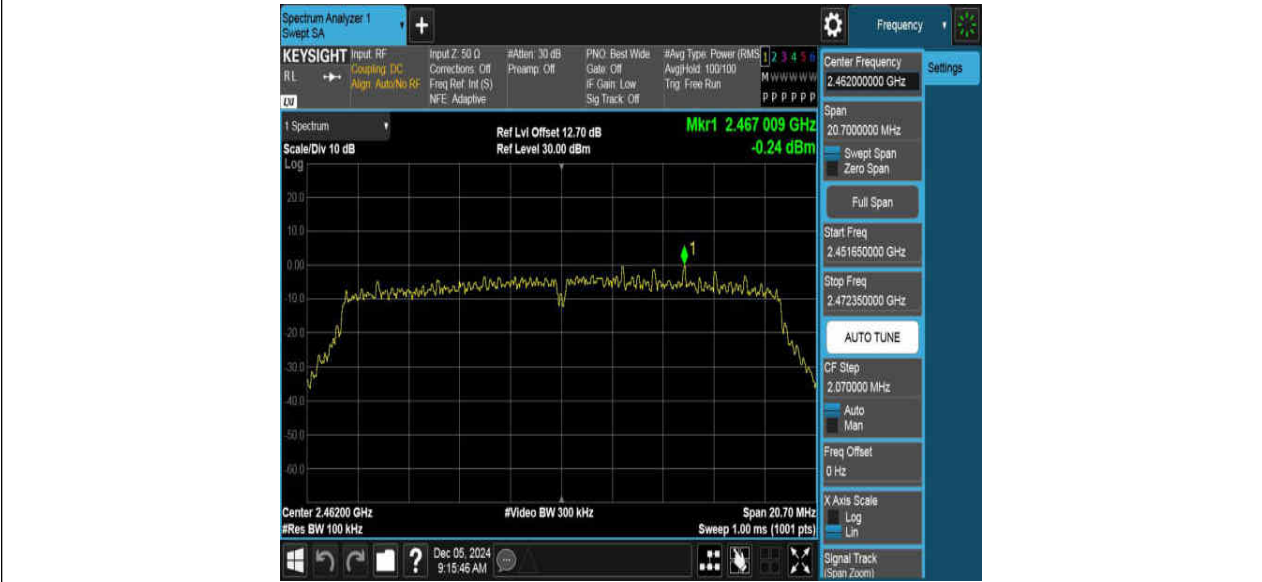 Spectrum Analyzer 1
Swept SA
+
Frequency
KEYSIGHT
RL
LXI
Input: RF
Coupling: DC
Align: Auto/No RF
Input Z: 50 Ω
Corrections: Off
Freq Ref: Int (S)
NFE: Adaptive
#Atten: 30 dB
Preamp: Off
PNO: Best Wide
Gate: Off
IF Gain: Low
Sig Track: Off
#Avg Type: Power (RMS
Avg|Hold: 100/100
Trig: Free Run
1 2 3 4 5 6
M W W W W W
P P P P P P
1 Spectrum
Scale/Div 10 dB
Log
Ref Lvl Offset 12.70 dB
Ref Level 30.00 dBm
Mkr1 2.467 009 GHz
-0.24 dBm
20.0
10.0
0.00
-10.0
-20.0
-30.0
-40.0
-50.0
-60.0
1
Center 2.46200 GHz
#Res BW 100 kHz
#Video BW 300 kHz
Span 20.70 MHz
Sweep 1.00 ms (1001 pts)
?
Dec 05, 2024
9:15:46 AM
Center Frequency
2.462000000 GHz
Settings
Span
20.7000000 MHz
Swept Span
Zero Span
Full Span
Start Freq
2.451650000 GHz
Stop Freq
2.472350000 GHz
AUTO TUNE
CF Step
2.070000 MHz
Auto
Man
Freq Offset
0 Hz
X Axis Scale
Log
Lin
Signal Track
(Span Zoom)